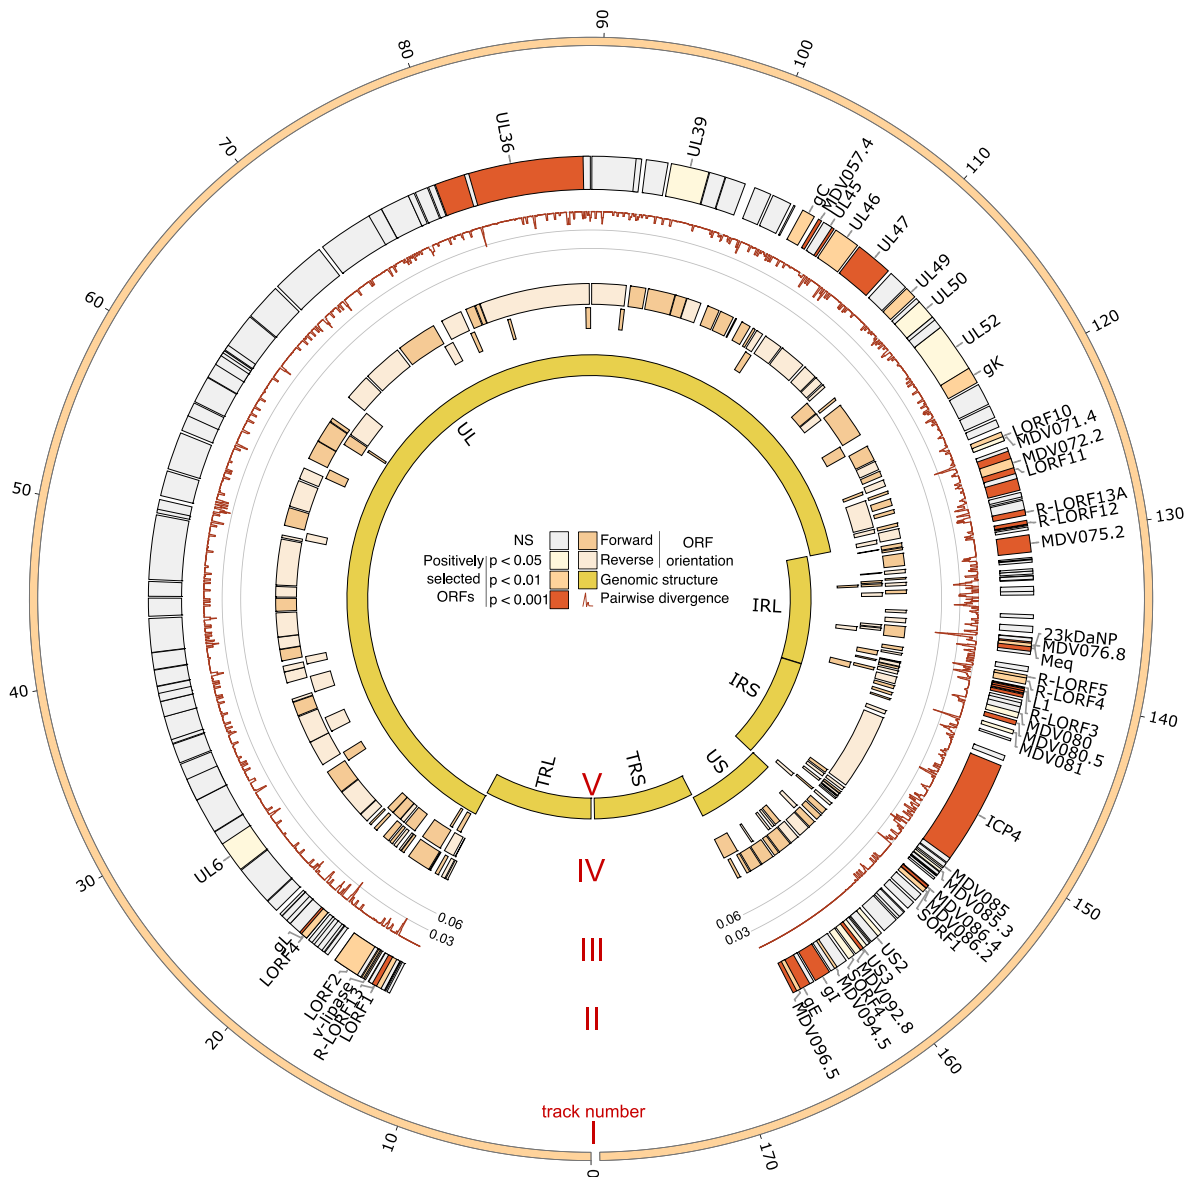 90
100
110
120
130
140
150
160
170
0
10
20
30
40
50
60
70
80
UL36
UL39
gC
MDV057.4
UL45
UL46
UL47
UL49
UL50
UL52
gK
LORF10
MDV071.4
MDV072.2
LORF11
R-LORF13A
R-LORF12
MDV075.2
23kDaNP
MDV076.8
Meq
R-LORF5
R-LORF4
L1
R-LORF3
MDV080
MDV080.5
MDV081
ICP4
MDV085
MDV085.3
MDV086.4
MDV086.2
SORF1
US2
US3
MDV092.8
SORF4
MDV094.5
gI
gE
MDV096.5
UL6
gL
LORF4
LORF2
v-lipase
R-LORF13
LORF1
0.06
0.03
0.06
0.03
UL
IRL
IRS
US
TRS
TRL
NS
Positively selected ORFs
p < 0.05
p < 0.01
p < 0.001
Forward
Reverse
ORF orientation
Genomic structure
Pairwise divergence
V
IV
III
II
track number
I